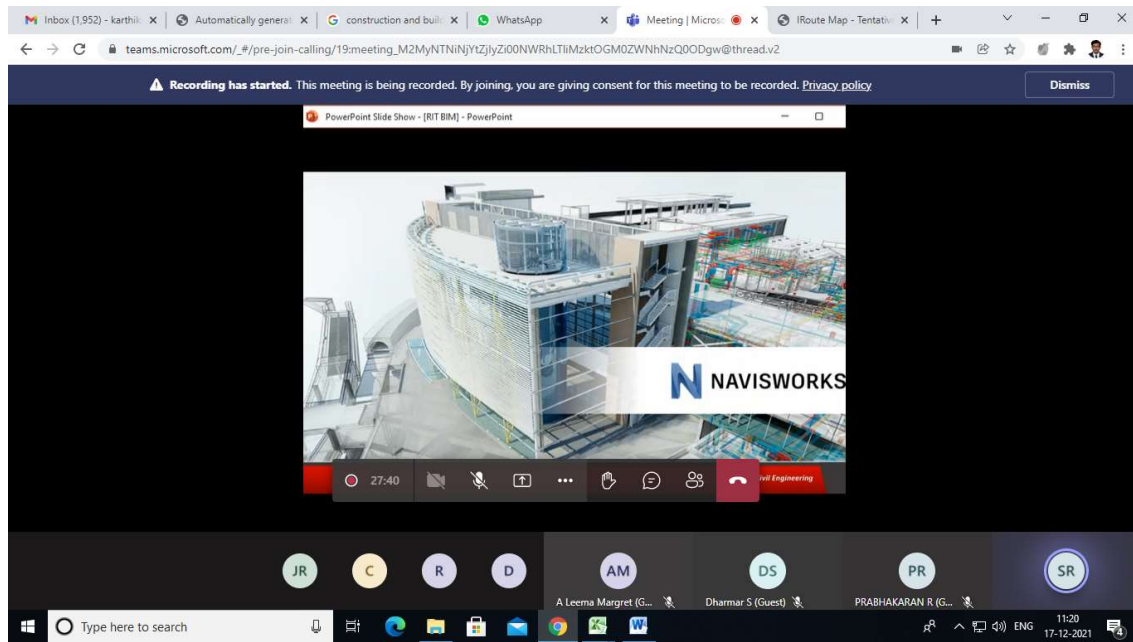 Inbox (1,952) - karthik
Automatically generat
construction and build
WhatsApp
Meeting | Micros
IRoute Map - Tentativ
teams.microsoft.com/_#/pre-join-calling/19:meeting_M2MyNTNiNjYtZjIyZi00NWRhLTliMzktOGM0ZWNhNzQ0ODgw@thread.v2
Recording has started. This meeting is being recorded. By joining, you are giving consent for this meeting to be recorded. Privacy policy
Dismiss
PowerPoint Slide Show - [RIT BIM] - PowerPoint
N NAVISWORKS
27:40
ivil Engineering
JR
C
R
D
AM
DS
PR
SR
A Leema Margret (G...
Dharmar S (Guest)
PRABHAKARAN R (G...
Type here to search
ENG
11:20
17-12-2021
4